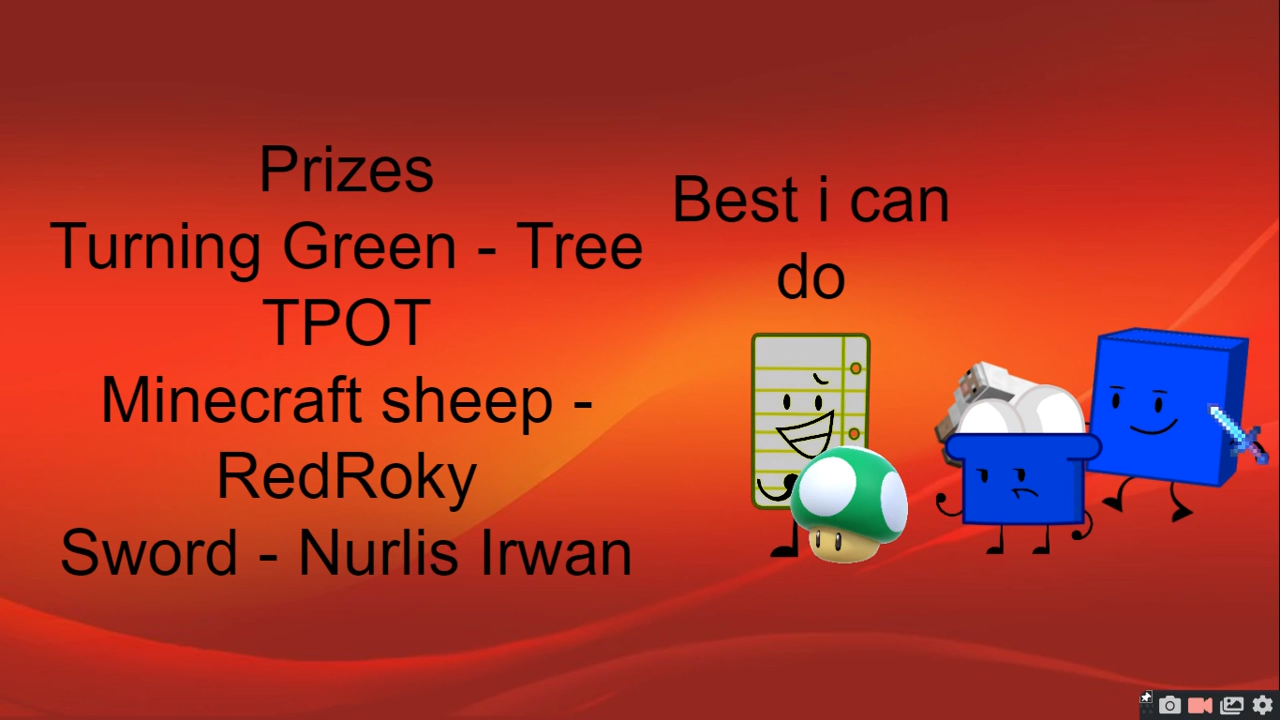 Prizes
Turning Green - Tree
TPOT
Minecraft sheep -
RedRoky
Sword - Nurlis Irwan
Best i can
do